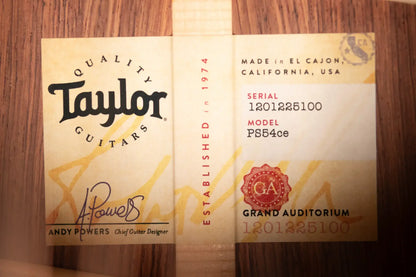 QUALITY
Taylor
GUITARS
A. Powers
ANDY POWERS Chief Guitar Designer
ESTABLISHED in 1974
MADE in EL CAJON,
CALIFORNIA, USA
SERIAL
1201225100
MODEL
PS54ce
GA
GRAND AUDITORIUM
1201225100